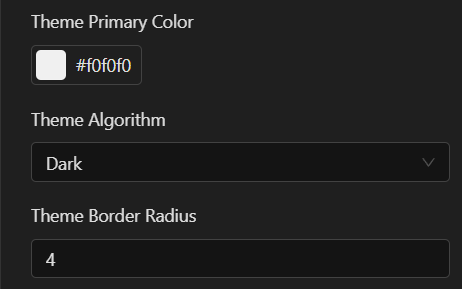 Theme Primary Color
#f0f0f0
Theme Algorithm
Dark
Theme Border Radius
4